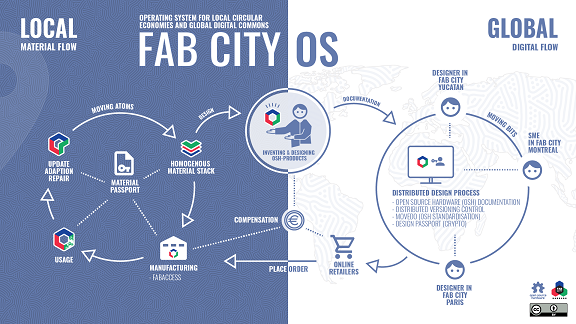 LOCAL
MATERIAL FLOW
OPERATING SYSTEM FOR LOCAL CIRCULAR
ECONOMIES AND GLOBAL DIGITAL COMMONS
FAB CITY OS
GLOBAL
DIGITAL FLOW
MOVING ATOMS
DESIGN
DOCUMENTATION
DESIGNER IN
FAB CITY
YUCATAN
MOVING BITS
SME
IN FAB CITY
MONTREAL
INVENTING & DESIGNING
OSH-PRODUCTS
UPDATE
ADAPTION
REPAIR
MATERIAL
PASSPORT
HOMOGENOUS
MATERIAL STACK
DISTRIBUTED DESIGN PROCESS
- OPEN SOURCE HARDWARE (OSH) DOCUMENTATION
- DISTRIBUTED VERSIONING CONTROL
- MOVEDO (OSH STANDARDISATION)
- DESIGN PASSPORT (CRYPTO)
COMPENSATION
€
USAGE
MANUFACTURING
- FABACCESS
PLACE ORDER
ONLINE
RETAILERS
DESIGNER IN
FAB CITY
PARIS
open source
hardware